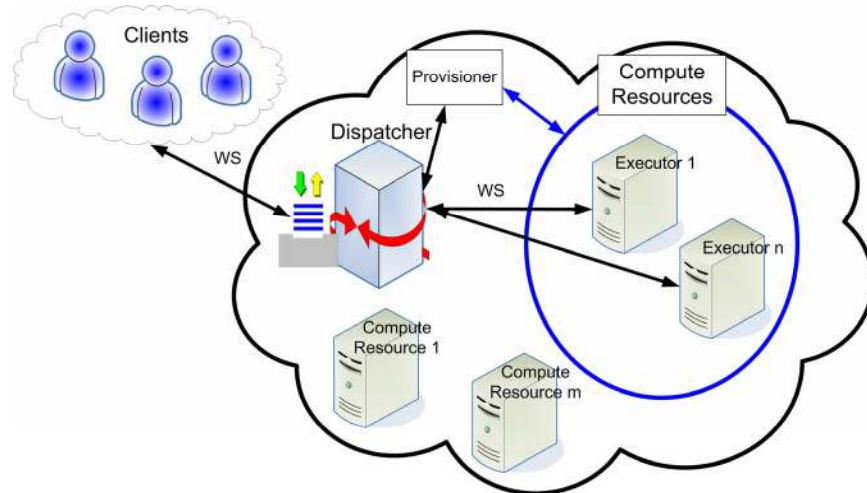 Clients
Provisioner
Compute
Resources
Dispatcher
WS
WS
Executor 1
Executor n
Compute
Resource 1
Compute
Resource m